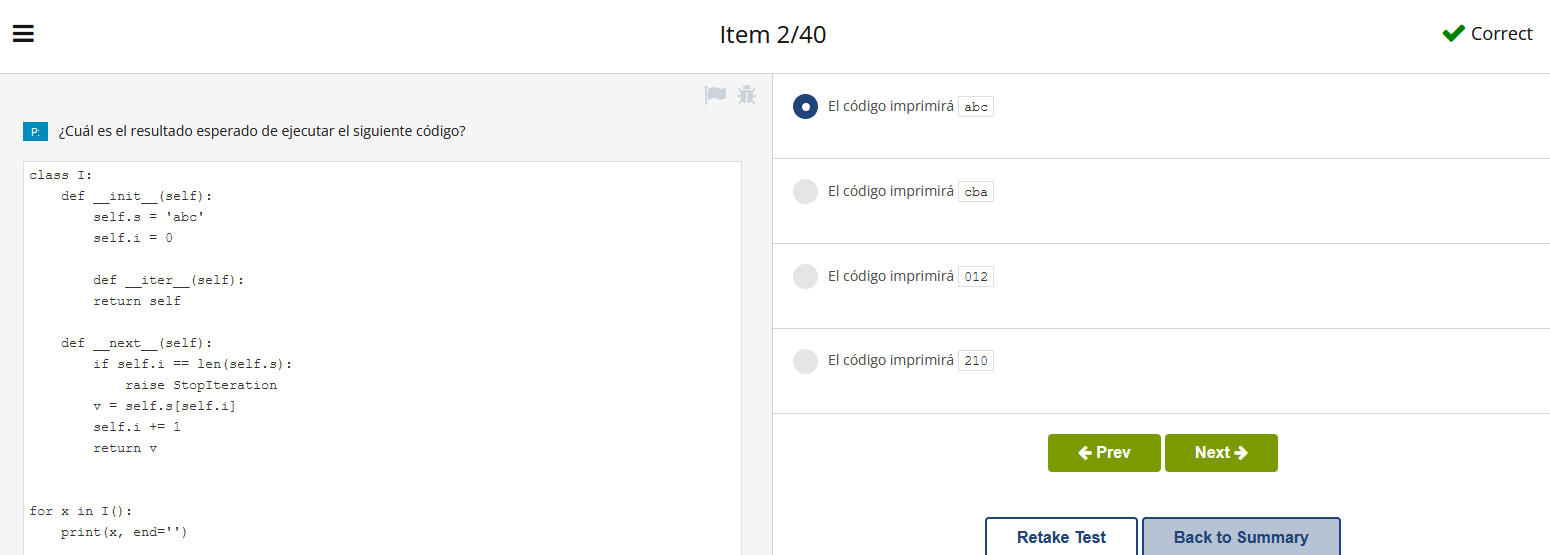 Item 2/40
Correct
P: ¿Cuál es el resultado esperado de ejecutar el siguiente código?
class I:
    def __init__(self):
        self.s = 'abc'
        self.i = 0

        def __iter__(self):
        return self

    def __next__(self):
        if self.i == len(self.s):
            raise StopIteration
        v = self.s[self.i]
        self.i += 1
        return v


for x in I():
    print(x, end='')
El código imprimirá abc
El código imprimirá cba
El código imprimirá 012
El código imprimirá 210
Prev
Next
Retake Test
Back to Summary